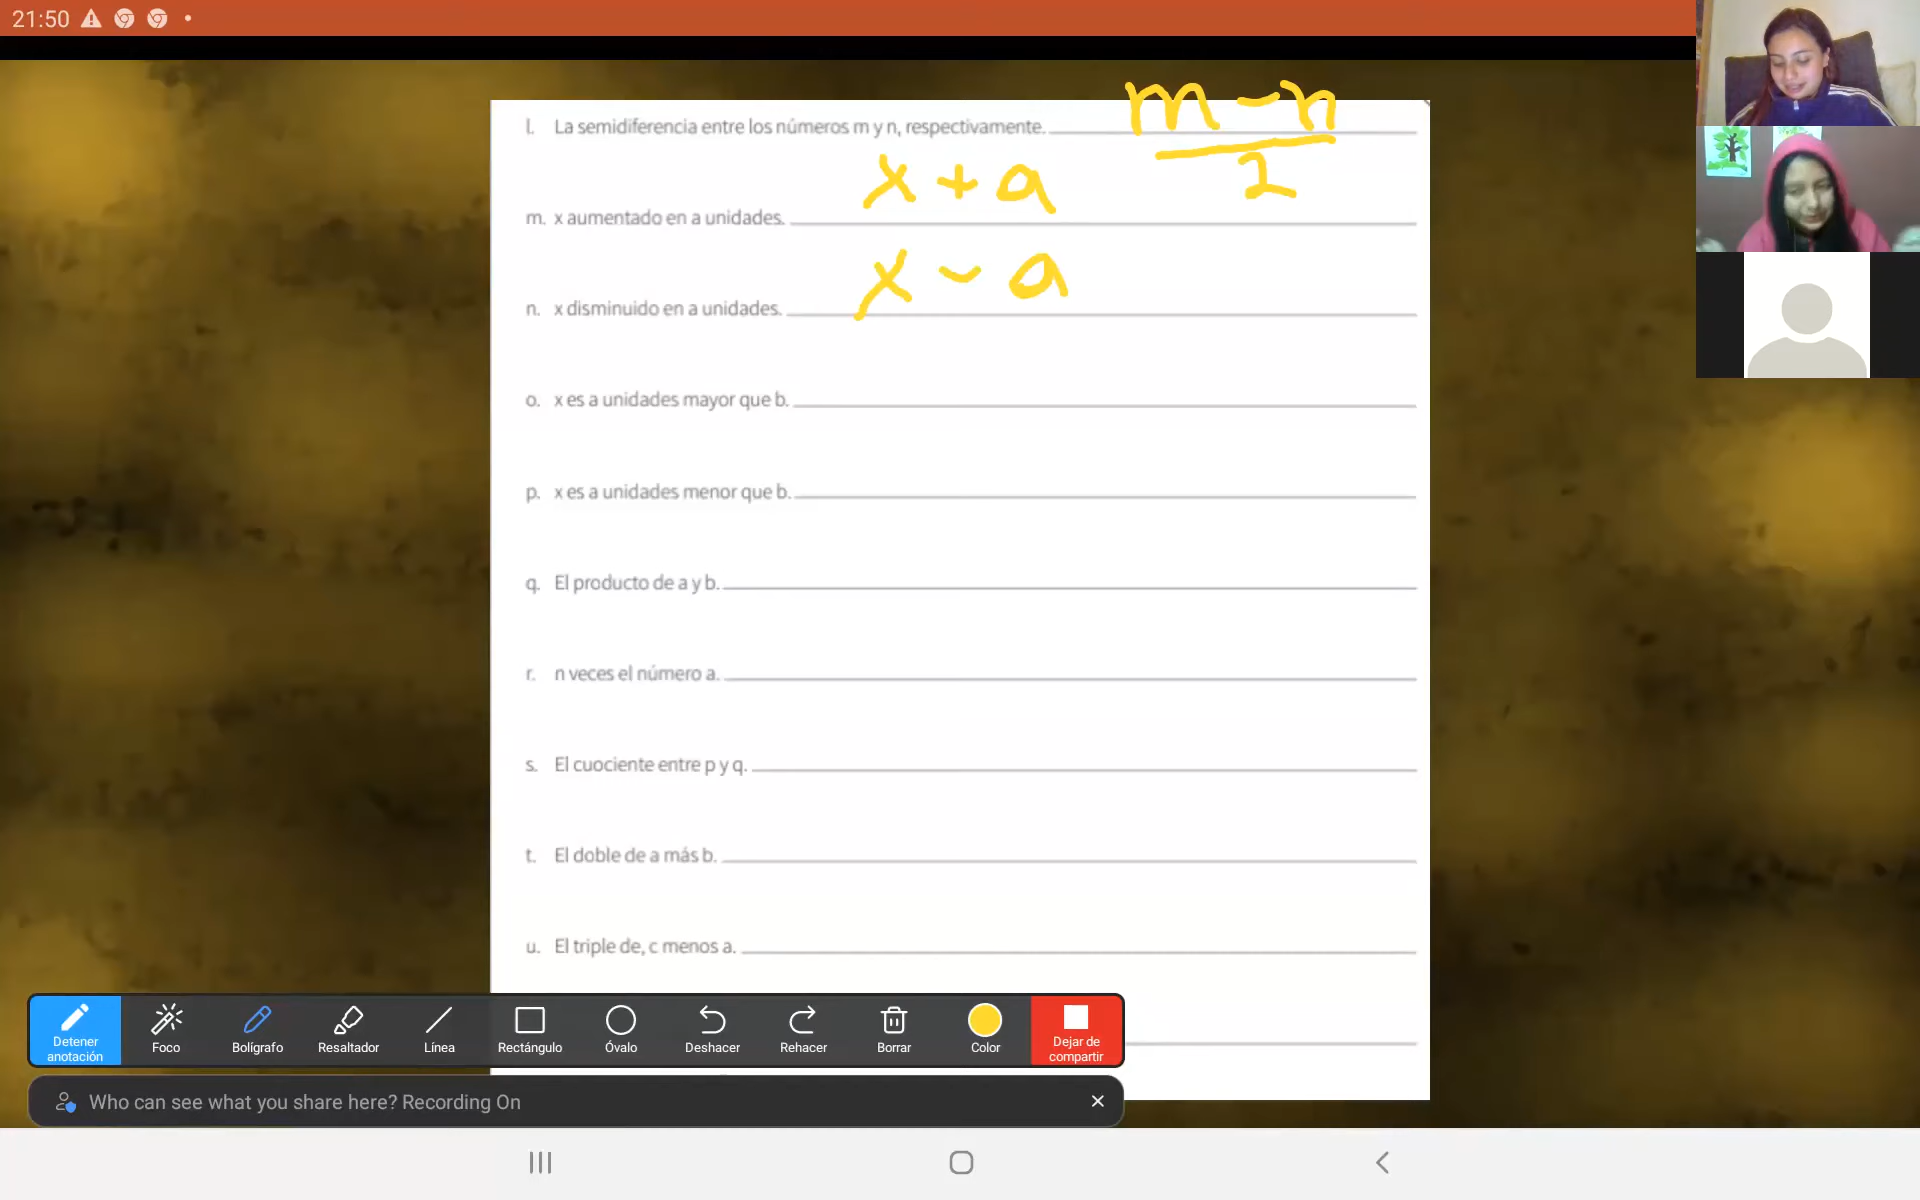 21:50
l. La semidiferencia entre los números m y n, respectivamente. m - n
2
x + a
m. x aumentado en a unidades.
x - a
n. x disminuido en a unidades.
o. x es a unidades mayor que b.
p. x es a unidades menor que b.
q. El producto de a y b.
r. n veces el número a.
s. El cuociente entre p y q.
t. El doble de a más b.
u. El triple de, c menos a.
Detener anotación
Foco
Bolígrafo
Resaltador
Línea
Rectángulo
Óvalo
Deshacer
Rehacer
Borrar
Color
Dejar de compartir
Who can see what you share here? Recording On